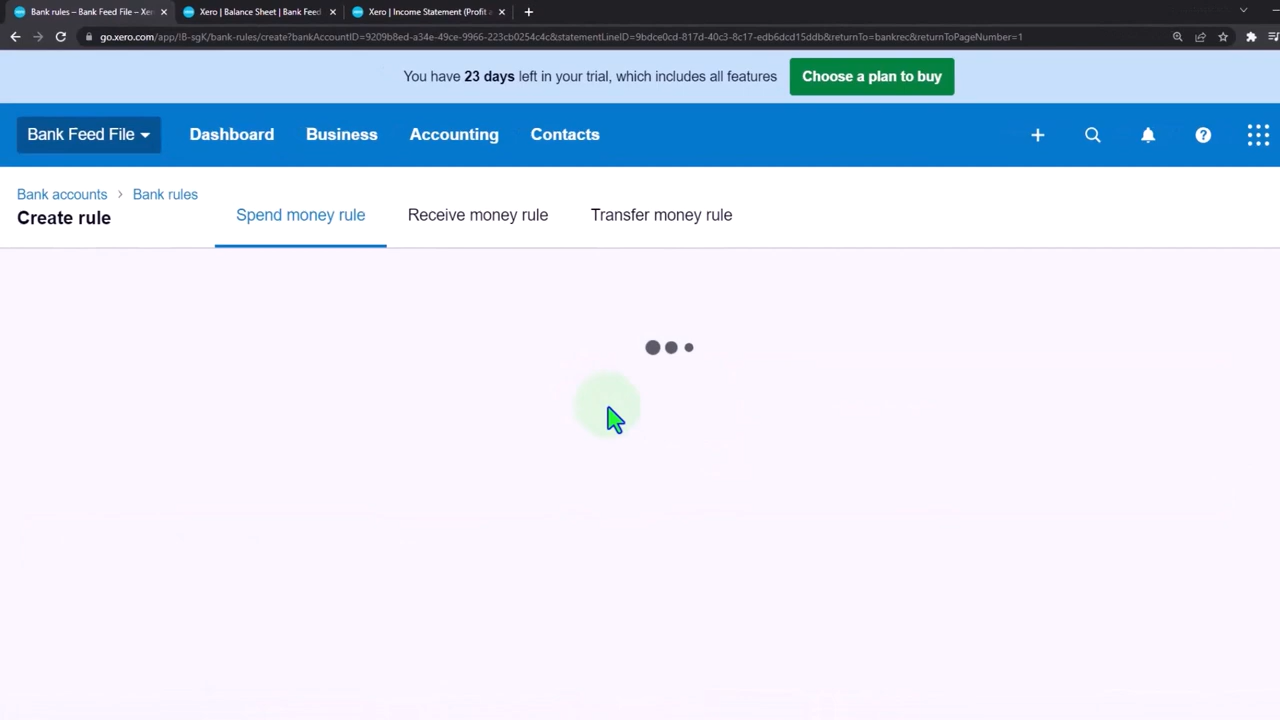 Bank rules – Bank Feed File – Xer
Xero | Balance Sheet | Bank Feed
Xero | Income Statement (Profit a
go.xero.com/app/!B-sgK/bank-rules/create?bankAccountID=9209b8ed-a34e-49ce-9966-223cb0254c4c&statementLineID=9bdce0cd-817d-40c3-8c17-edb6dcd15ddb&returnTo=bankrec&returnToPageNumber=1
You have 23 days left in your trial, which includes all features
Choose a plan to buy
Bank Feed File
Dashboard
Business
Accounting
Contacts
Bank accounts > Bank rules
Create rule
Spend money rule
Receive money rule
Transfer money rule